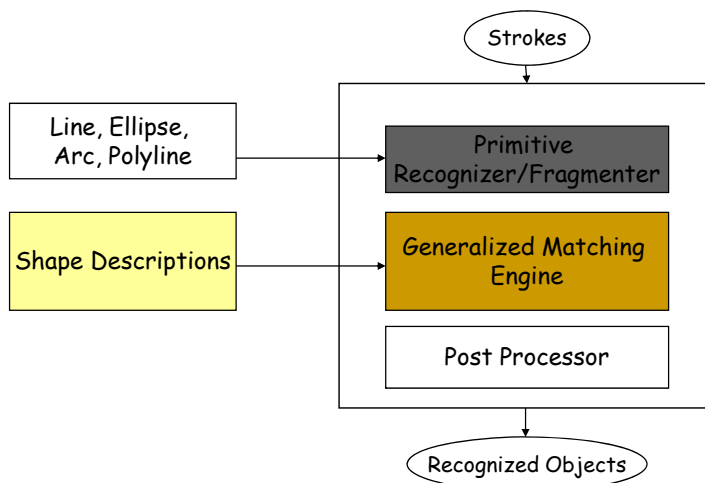 Strokes
Line, Ellipse,
Arc, Polyline
Primitive
Recognizer/Fragmenter
Shape Descriptions
Generalized Matching
Engine
Post Processor
Recognized Objects